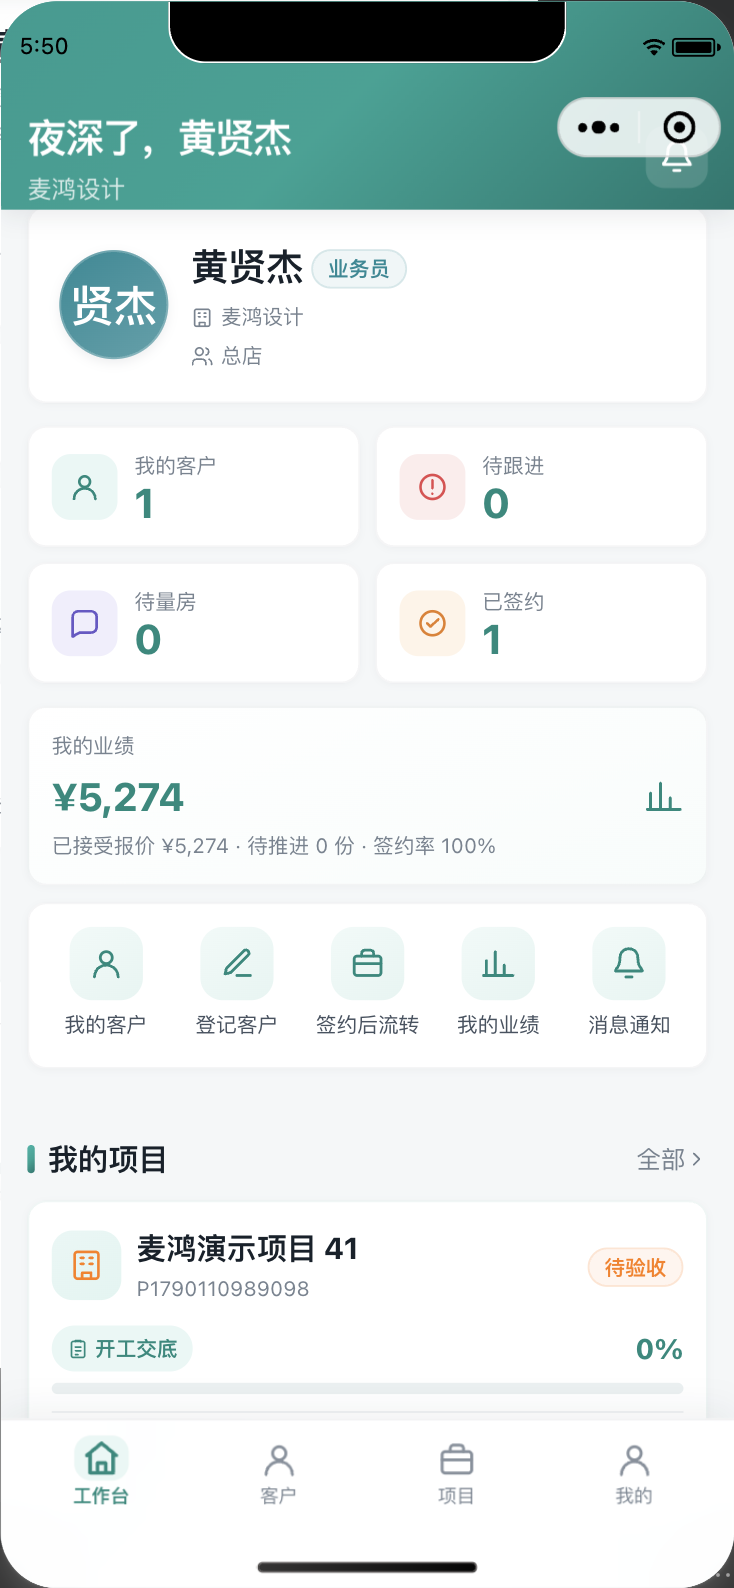 5:50
夜深了，黄贤杰
麦鸿设计
贤杰
黄贤杰 业务员
麦鸿设计
总店
我的客户
1
待跟进
0
待量房
0
已签约
1
我的业绩
¥5,274
已接受报价 ¥5,274 · 待推进 0 份 · 签约率 100%
我的客户 登记客户 签约后流转 我的业绩 消息通知
我的项目 全部
麦鸿演示项目 41
P1790110989098
待验收
开工交底 0%
工作台 客户 项目 我的